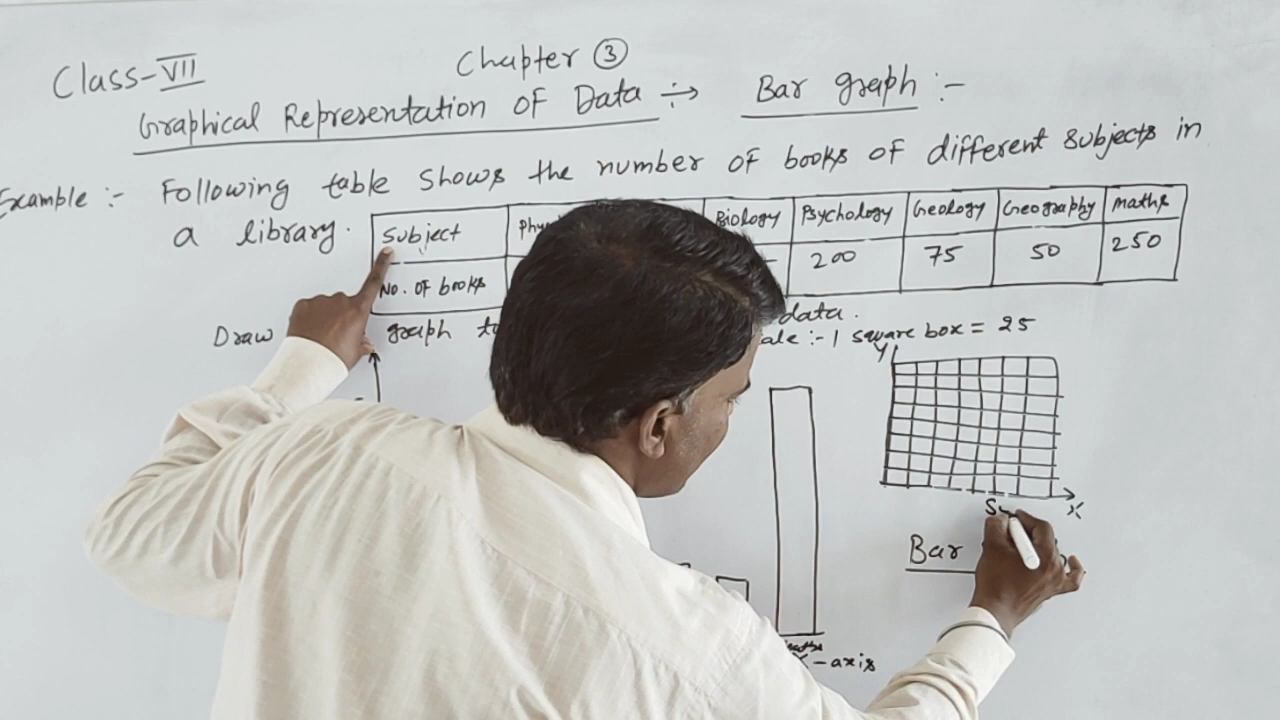 Class-VII
Chapter ③
Graphical Representation of Data ÷→ Bar graph :-
Example :- Following table shows the number of books of different subjects in
a library.
Subject Biology Psychology Geology Geography Maths
No. of books 200 75 50 250
Draw graph data.
:- 1 square box = 25
Y
X
Bar
X-axis